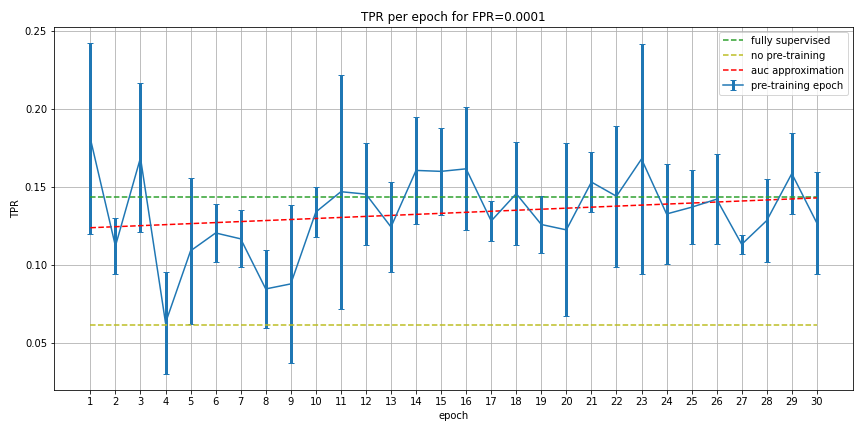 TPR per epoch for FPR=0.0001
fully supervised
no pre-training
auc approximation
pre-training epoch
TPR
0.25
0.20
0.15
0.10
0.05
1 2 3 4 5 6 7 8 9 10 11 12 13 14 15 16 17 18 19 20 21 22 23 24 25 26 27 28 29 30
epoch